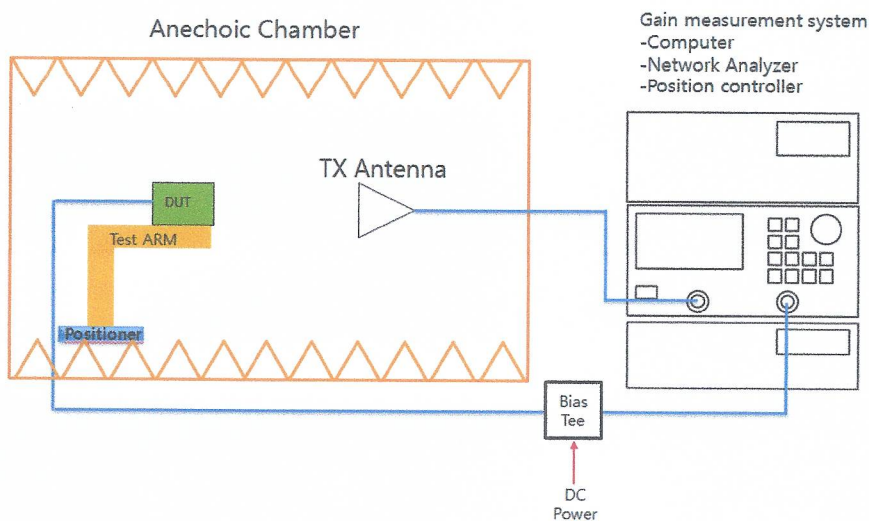 Anechoic Chamber
Gain measurement system
-Computer
-Network Analyzer
-Position controller
TX Antenna
DUT
Test ARM
Positioner
Bias
Tee
DC
Power